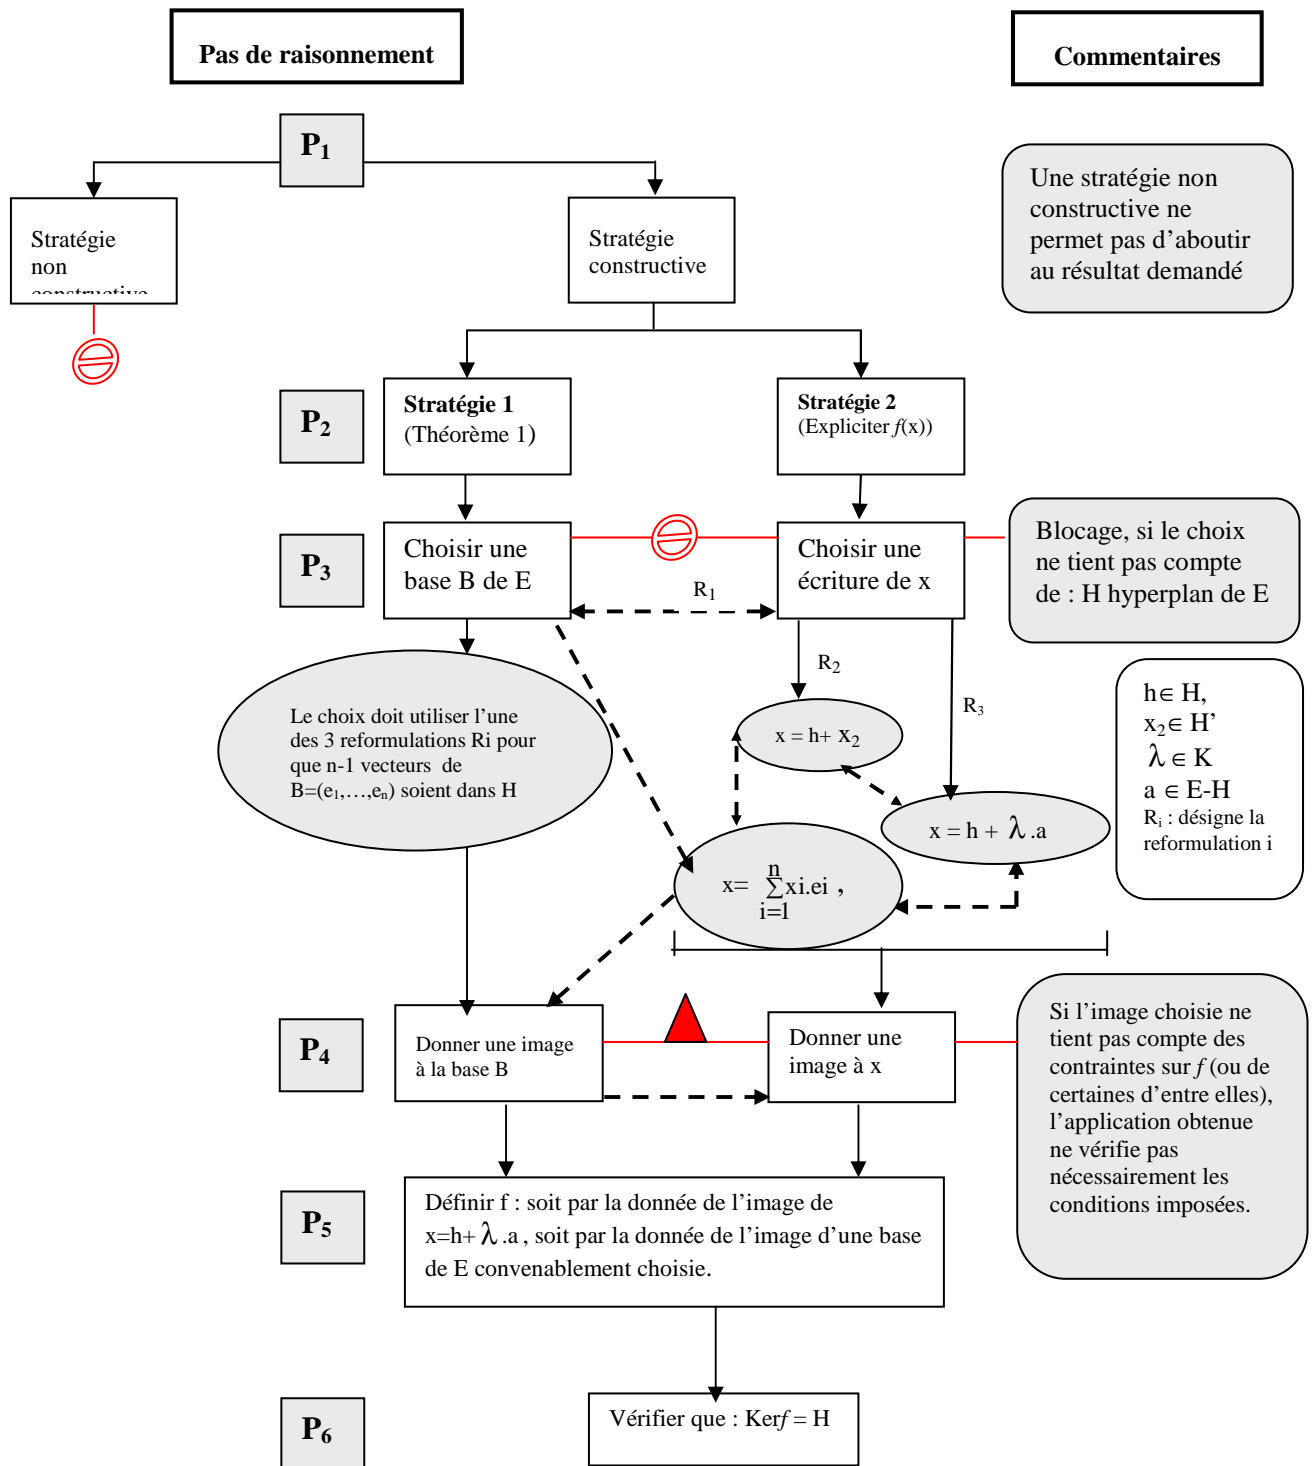 Pas de raisonnement
Commentaires
P1
Stratégie
non
constructive
Stratégie
constructive
Une stratégie non
constructive ne
permet pas d’aboutir
au résultat demandé
P2
Stratégie 1
(Théorème 1)
Stratégie 2
(Expliciter f(x))
P3
Choisir une
base B de E
R1
Choisir une
écriture de x
Blocage, si le choix
ne tient pas compte
de : H hyperplan de E
R2
R3
Le choix doit utiliser l’une
des 3 reformulations Ri pour
que n-1 vecteurs de
B=(e1,…,en) soient dans H
x = h+ x2
x = h + λ .a
x= n∑i=1 xi.ei ,
h∈ H,
x2∈ H’
λ ∈ K
a ∈ E-H
Ri : désigne la
reformulation i
P4
Donner une image
à la base B
Donner une
image à x
Si l’image choisie ne
tient pas compte des
contraintes sur f (ou de
certaines d’entre elles),
l’application obtenue
ne vérifie pas
nécessairement les
conditions imposées.
P5
Définir f : soit par la donnée de l’image de
x=h+ λ .a , soit par la donnée de l’image d’une base
de E convenablement choisie.
P6
Vérifier que : Kerf = H